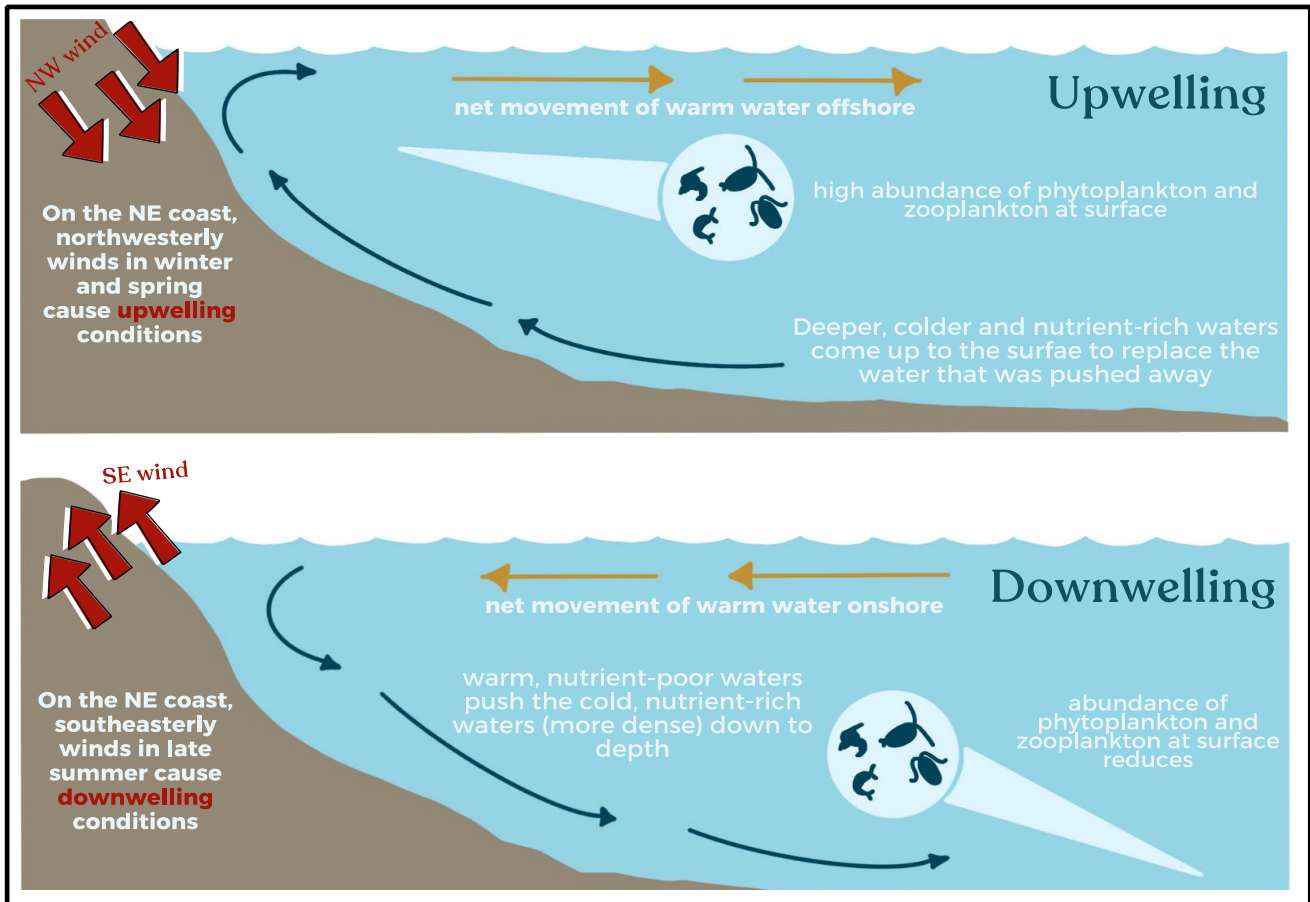 NW wind
Upwelling
net movement of warm water offshore
high abundance of phytoplankton and
zooplankton at surface
On the NE coast,
northwesterly
winds in winter
and spring
cause upwelling
conditions
Deeper, colder and nutrient-rich waters
come up to the surfae to replace the
water that was pushed away
SE wind
Downwelling
net movement of warm water onshore
On the NE coast,
southeasterly
winds in late
summer cause
downwelling
conditions
warm, nutrient-poor waters
push the cold, nutrient-rich
waters (more dense) down to
depth
abundance of
phytoplankton and
zooplankton at surface
reduces